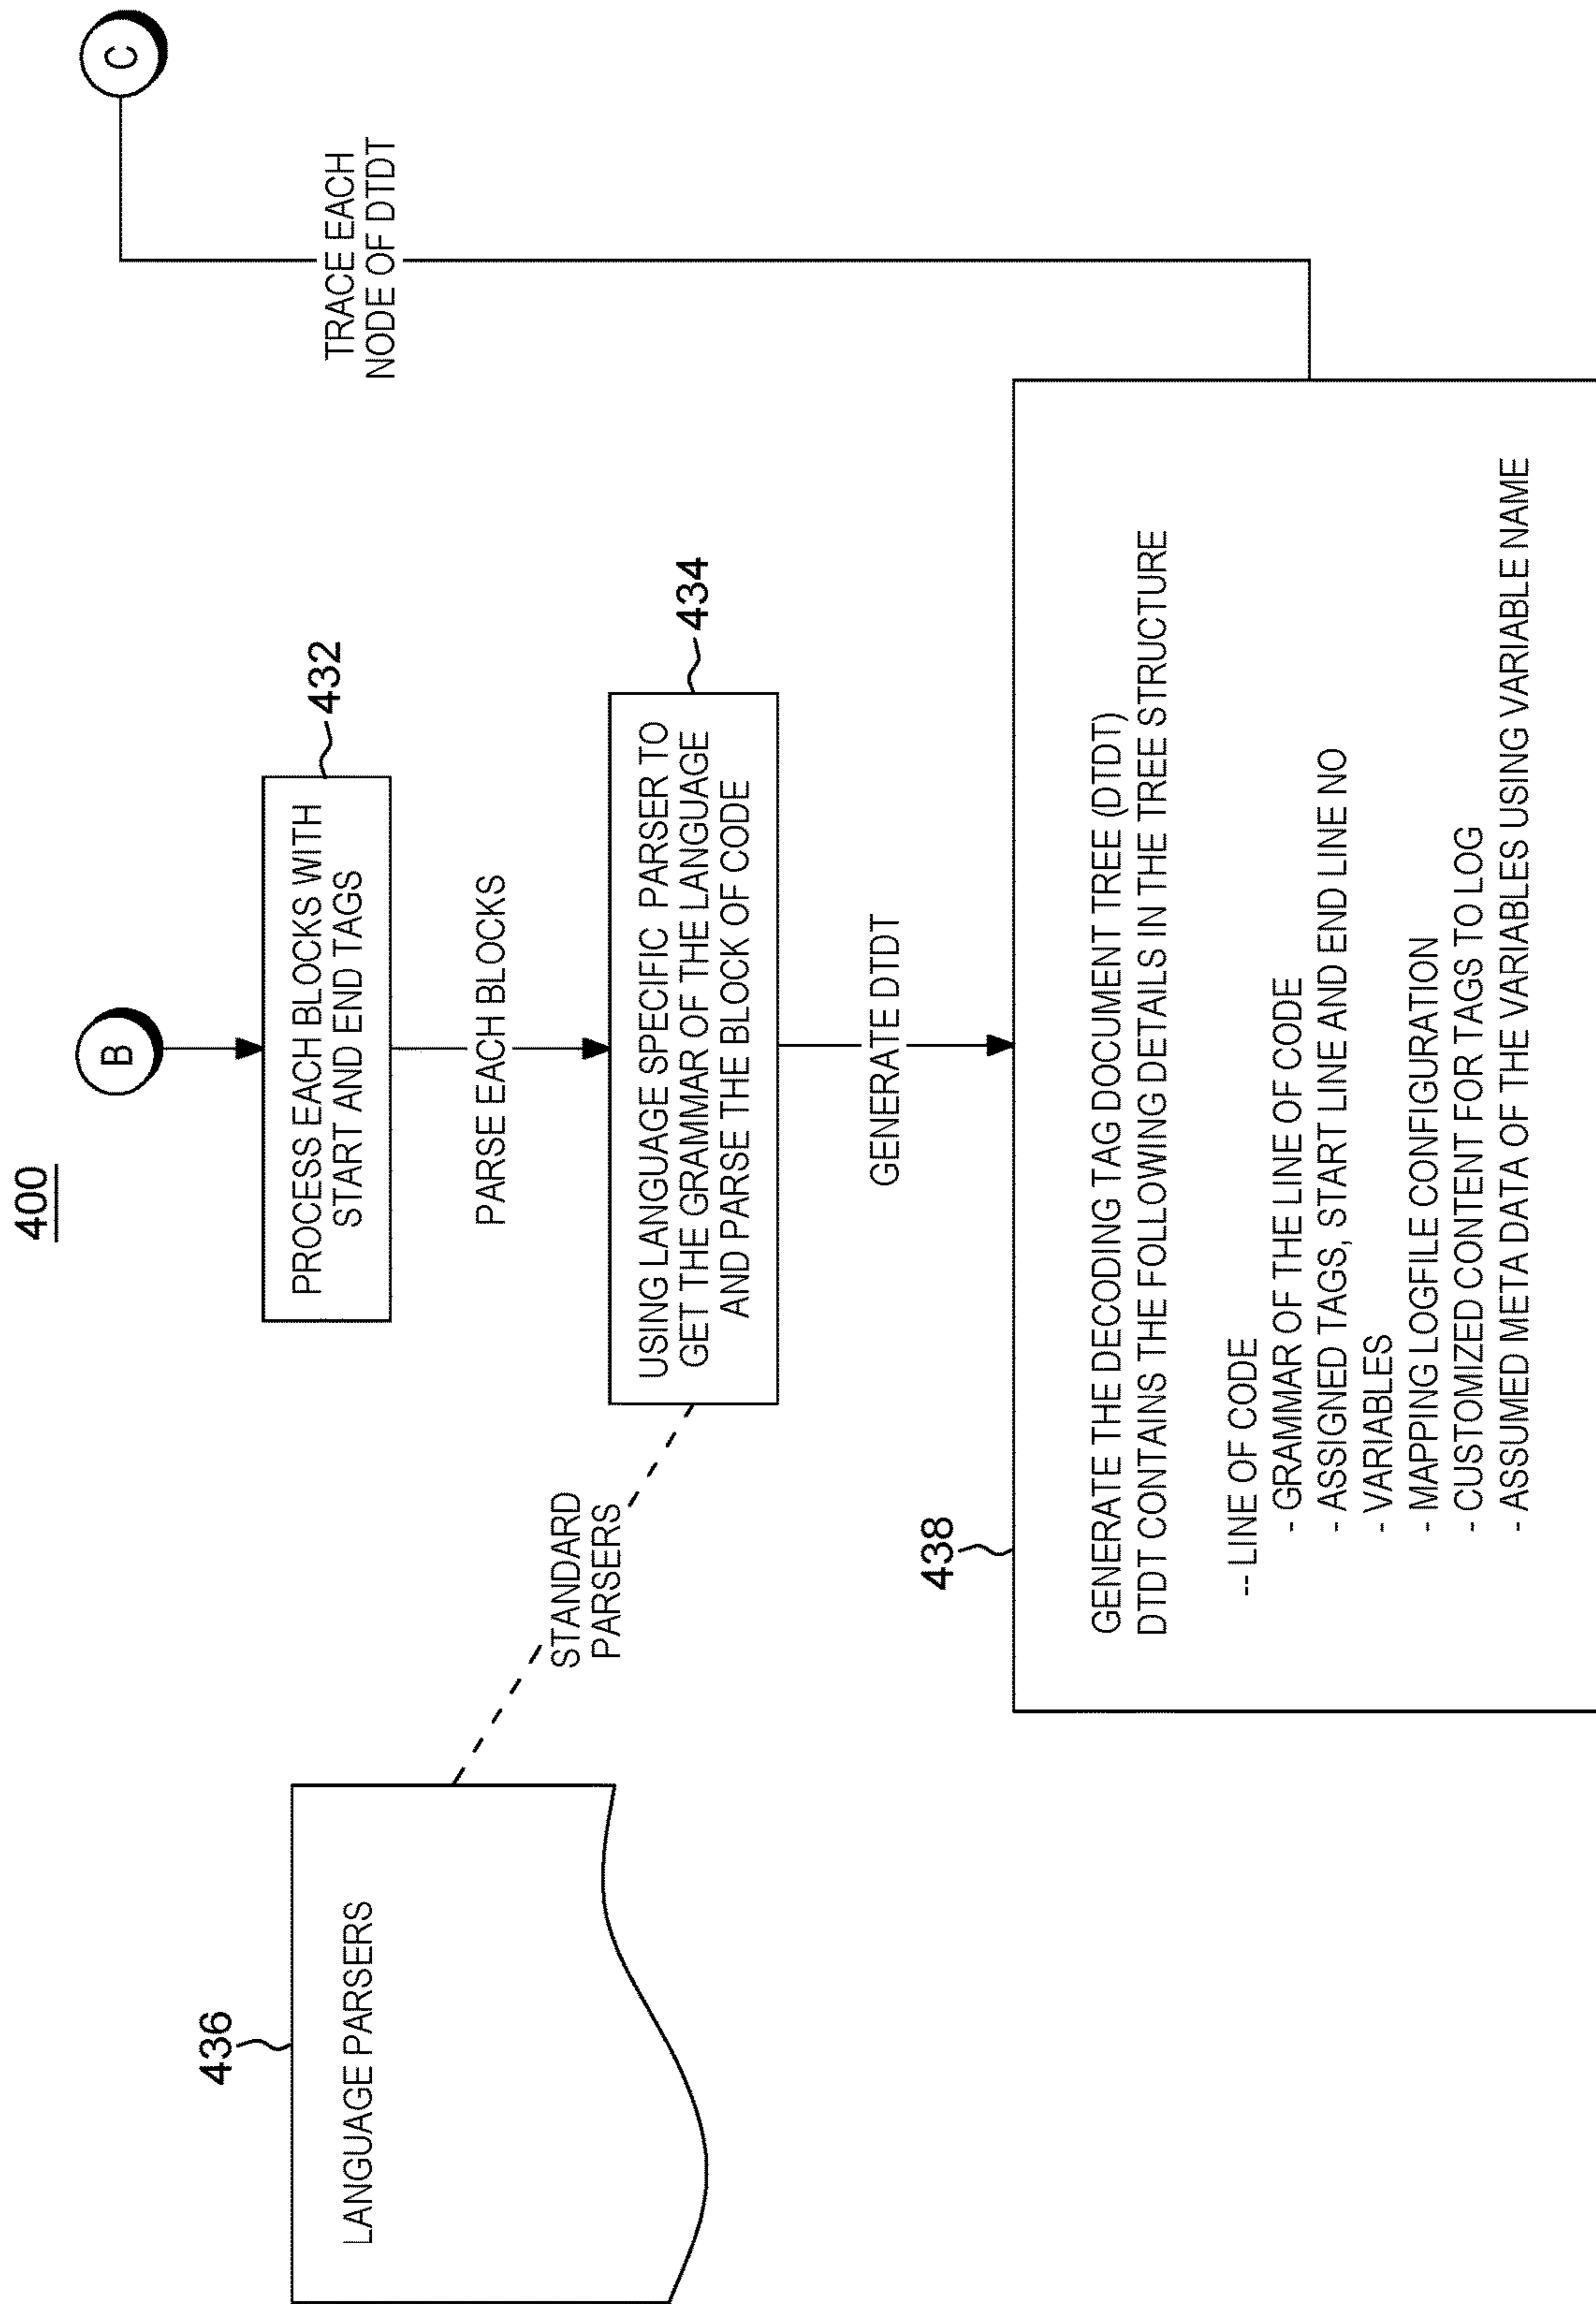 400
B
PROCESS EACH BLOCKS WITH
START AND END TAGS
432
PARSE EACH BLOCKS
436
LANGUAGE PARSERS
STANDARD
PARSERS
USING LANGUAGE SPECIFIC PARSER TO
GET THE GRAMMAR OF THE LANGUAGE
AND PARSE THE BLOCK OF CODE
434
GENERATE DTDT
438
GENERATE THE DECODING TAG DOCUMENT TREE (DTDT)
DTDT CONTAINS THE FOLLOWING DETAILS IN THE TREE STRUCTURE
-- LINE OF CODE
- GRAMMAR OF THE LINE OF CODE
- ASSIGNED TAGS, START LINE AND END LINE NO
- VARIABLES
- MAPPING LOGFILE CONFIGURATION
- CUSTOMIZED CONTENT FOR TAGS TO LOG
- ASSUMED META DATA OF THE VARIABLES USING VARIABLE NAME
TRACE EACH
NODE OF DTDT
C